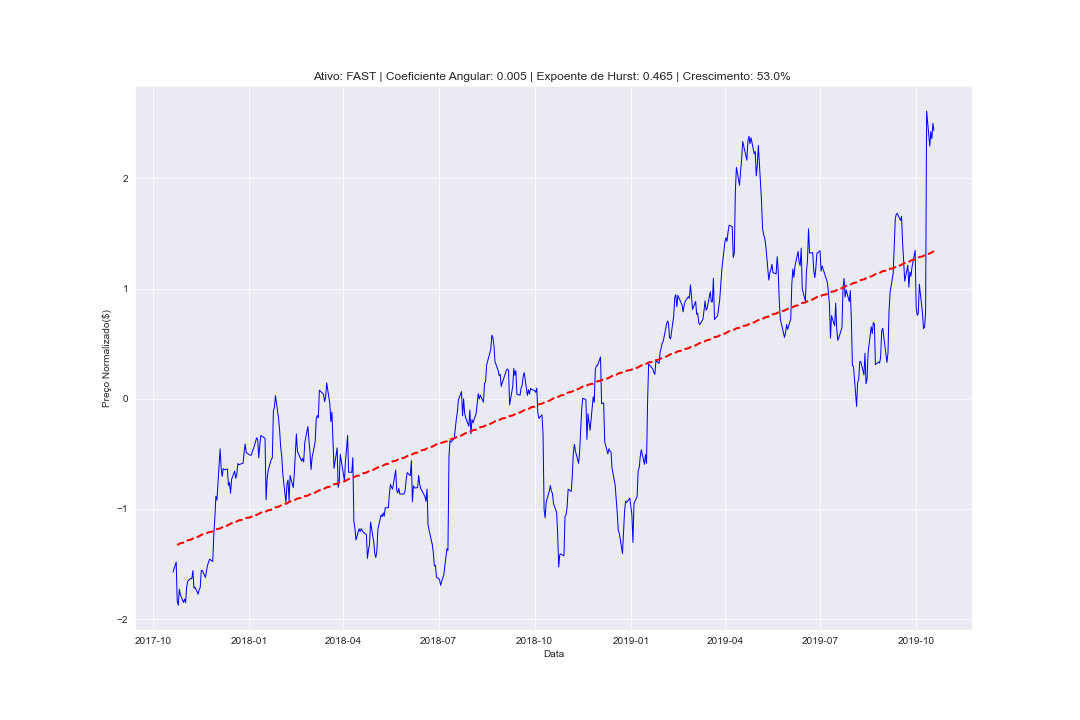 Ativo: FAST | Coeficiente Angular: 0.005 | Expoente de Hurst: 0.465 | Crescimento: 53.0%
Preço Normalizado($)
2
1
0
−1
−2
2017-10 2018-01 2018-04 2018-07 2018-10 2019-01 2019-04 2019-07 2019-10
Data